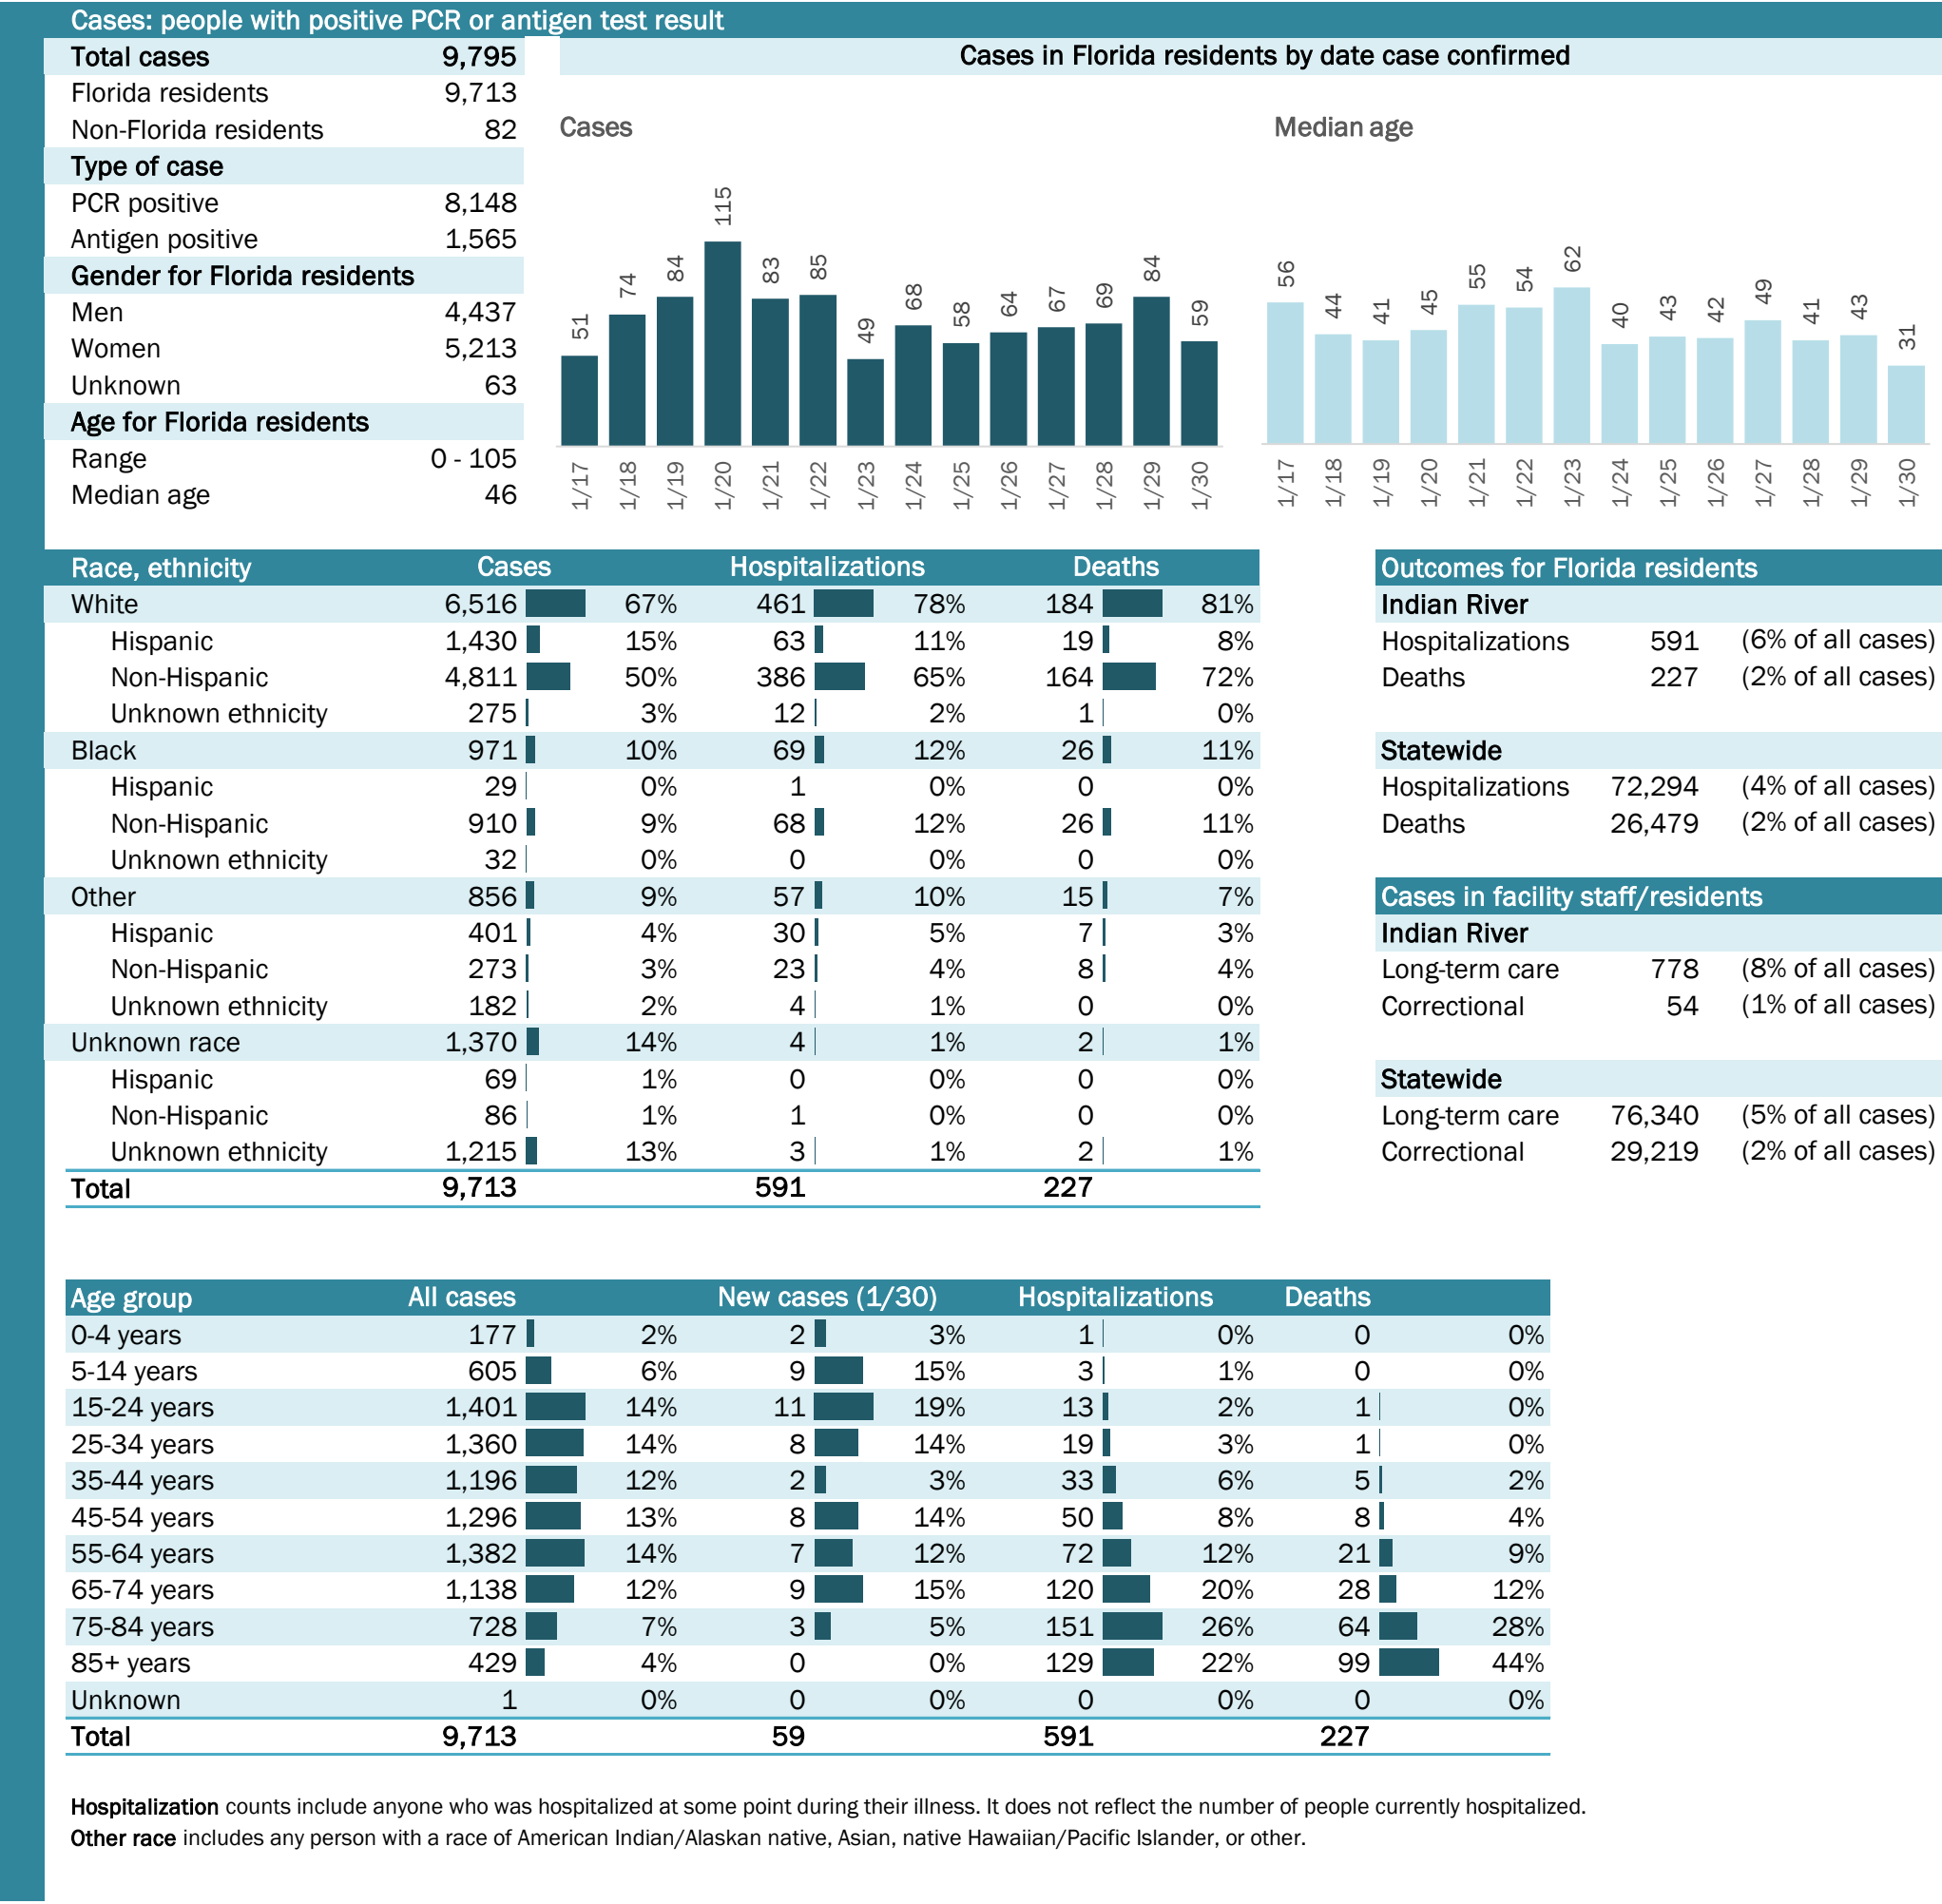 Cases: people with positive PCR or antigen test result
Total cases 9,795
Florida residents 9,713
Non-Florida residents 82
Type of case
PCR positive 8,148
Antigen positive 1,565
Gender for Florida residents
Men 4,437
Women 5,213
Unknown 63
Age for Florida residents
Range 0 - 105
Median age 46
Cases in Florida residents by date case confirmed
Cases
51 74 84 115 83 85 49 68 58 64 67 69 84 59
1/17 1/18 1/19 1/20 1/21 1/22 1/23 1/24 1/25 1/26 1/27 1/28 1/29 1/30
Median age
56 44 41 45 55 54 62 40 43 42 49 41 43 31
1/17 1/18 1/19 1/20 1/21 1/22 1/23 1/24 1/25 1/26 1/27 1/28 1/29 1/30
Race, ethnicity Cases Hospitalizations Deaths
White 6,516 67% 461 78% 184 81%
Hispanic 1,430 15% 63 11% 19 8%
Non-Hispanic 4,811 50% 386 65% 164 72%
Unknown ethnicity 275 3% 12 2% 1 0%
Black 971 10% 69 12% 26 11%
Hispanic 29 0% 1 0% 0 0%
Non-Hispanic 910 9% 68 12% 26 11%
Unknown ethnicity 32 0% 0 0% 0 0%
Other 856 9% 57 10% 15 7%
Hispanic 401 4% 30 5% 7 3%
Non-Hispanic 273 3% 23 4% 8 4%
Unknown ethnicity 182 2% 4 1% 0 0%
Unknown race 1,370 14% 4 1% 2 1%
Hispanic 69 1% 0 0% 0 0%
Non-Hispanic 86 1% 1 0% 0 0%
Unknown ethnicity 1,215 13% 3 1% 2 1%
Total 9,713 591 227
Outcomes for Florida residents
Indian River
Hospitalizations 591 (6% of all cases)
Deaths 227 (2% of all cases)
Statewide
Hospitalizations 72,294 (4% of all cases)
Deaths 26,479 (2% of all cases)
Cases in facility staff/residents
Indian River
Long-term care 778 (8% of all cases)
Correctional 54 (1% of all cases)
Statewide
Long-term care 76,340 (5% of all cases)
Correctional 29,219 (2% of all cases)
Age group All cases New cases (1/30) Hospitalizations Deaths
0-4 years 177 2% 2 3% 1 0% 0 0%
5-14 years 605 6% 9 15% 3 1% 0 0%
15-24 years 1,401 14% 11 19% 13 2% 1 0%
25-34 years 1,360 14% 8 14% 19 3% 1 0%
35-44 years 1,196 12% 2 3% 33 6% 5 2%
45-54 years 1,296 13% 8 14% 50 8% 8 4%
55-64 years 1,382 14% 7 12% 72 12% 21 9%
65-74 years 1,138 12% 9 15% 120 20% 28 12%
75-84 years 728 7% 3 5% 151 26% 64 28%
85+ years 429 4% 0 0% 129 22% 99 44%
Unknown 1 0% 0 0% 0 0% 0 0%
Total 9,713 59 591 227
Hospitalization counts include anyone who was hospitalized at some point during their illness. It does not reflect the number of people currently hospitalized.
Other race includes any person with a race of American Indian/Alaskan native, Asian, native Hawaiian/Pacific Islander, or other.